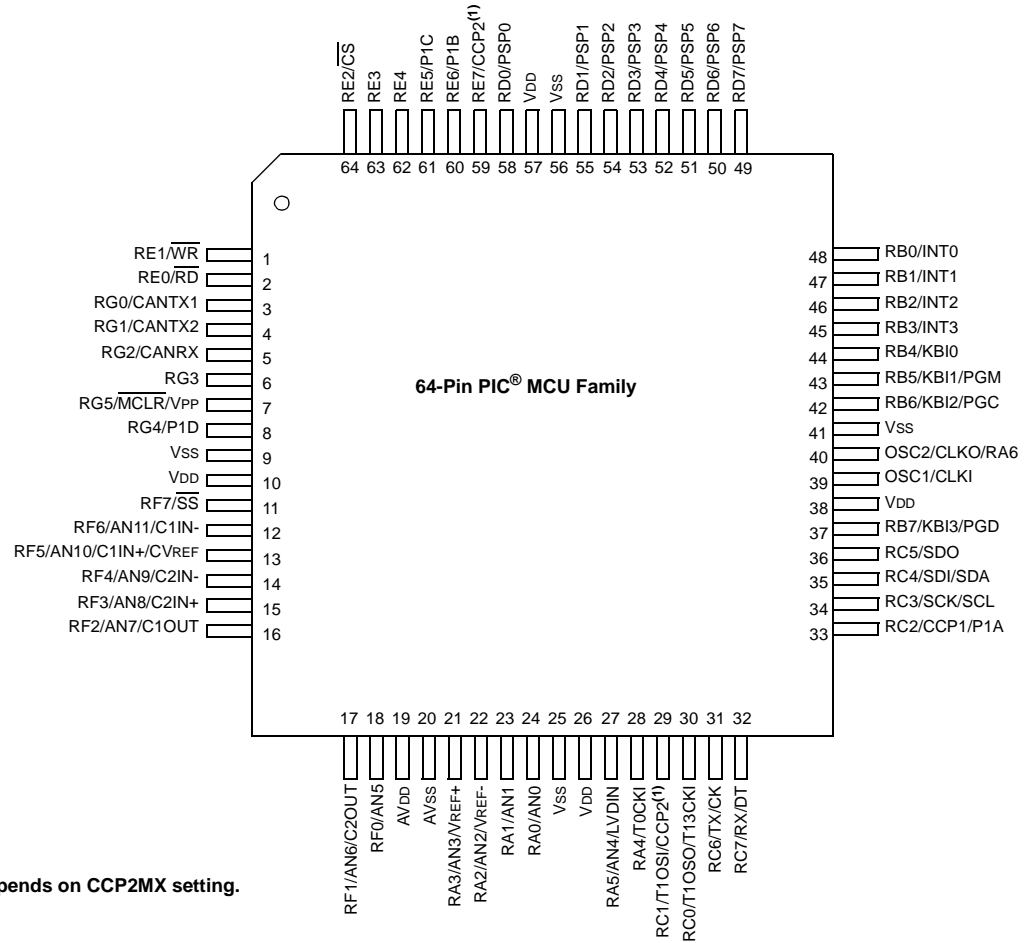 RE2/CS
RE3
RE4
RE5/P1C
RE6/P1B
RE7/CCP2(1)
RD0/PSP0
VDD
VSS
RD1/PSP1
RD2/PSP2
RD3/PSP3
RD4/PSP4
RD5/PSP5
RD6/PSP6
RD7/PSP7
64 63 62 61 60 59 58 57 56 55 54 53 52 51 50 49
RE1/WR 1
RE0/RD 2
RG0/CANTX1 3
RG1/CANTX2 4
RG2/CANRX 5
RG3 6
RG5/MCLR/VPP 7
RG4/P1D 8
VSS 9
VDD 10
RF7/SS 11
RF6/AN11/C1IN- 12
RF5/AN10/C1IN+/CVREF 13
RF4/AN9/C2IN- 14
RF3/AN8/C2IN+ 15
RF2/AN7/C1OUT 16
64-Pin PIC® MCU Family
48 RB0/INT0
47 RB1/INT1
46 RB2/INT2
45 RB3/INT3
44 RB4/KBI0
43 RB5/KBI1/PGM
42 RB6/KBI2/PGC
41 VSS
40 OSC2/CLKO/RA6
39 OSC1/CLKI
38 VDD
37 RB7/KBI3/PGD
36 RC5/SDO
35 RC4/SDI/SDA
34 RC3/SCK/SCL
33 RC2/CCP1/P1A
17 18 19 20 21 22 23 24 25 26 27 28 29 30 31 32
RF1/AN6/C2OUT
RF0/AN5
AVDD
AVSS
RA3/AN3/VREF+
RA2/AN2/VREF-
RA1/AN1
RA0/AN0
VSS
VDD
RA5/AN4/LVDIN
RA4/T0CKI
RC1/T1OSI/CCP2(1)
RC0/T1OSO/T13CKI
RC6/TX/CK
RC7/RX/DT
pends on CCP2MX setting.